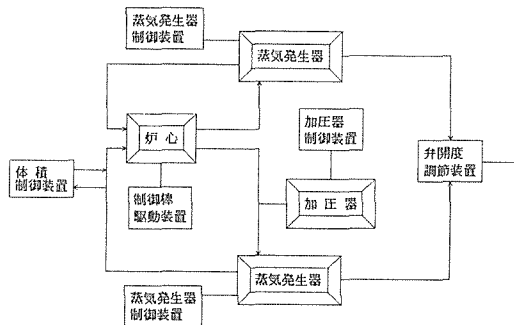 蒸気発生器
制御装置
蒸気発生器
炉心
加圧器
制御装置
弁開度
調節装置
体積
制御装置
制御棒
駆動装置
加圧器
蒸気発生器
蒸気発生器
制御装置